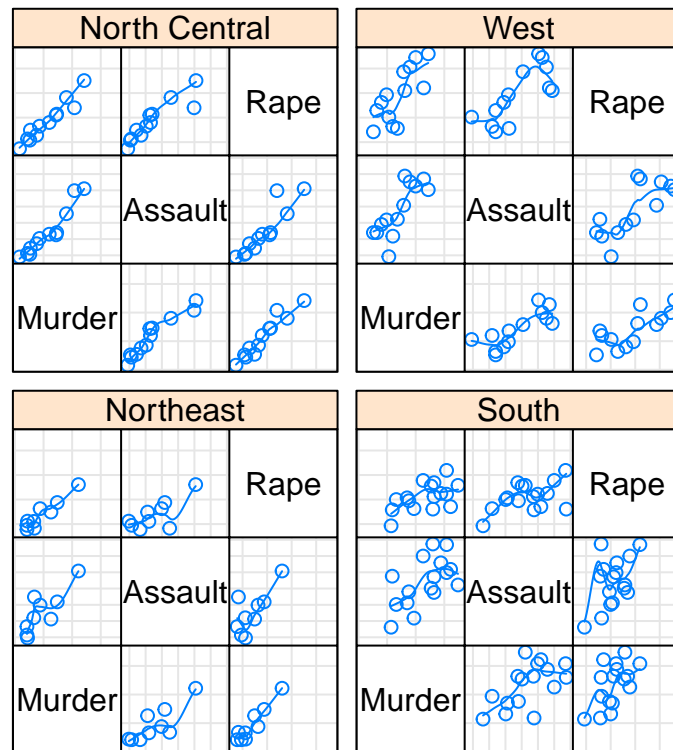 North Central
Rape
Assault
Murder
West
Rape
Assault
Murder
Northeast
Rape
Assault
Murder
South
Rape
Assault
Murder